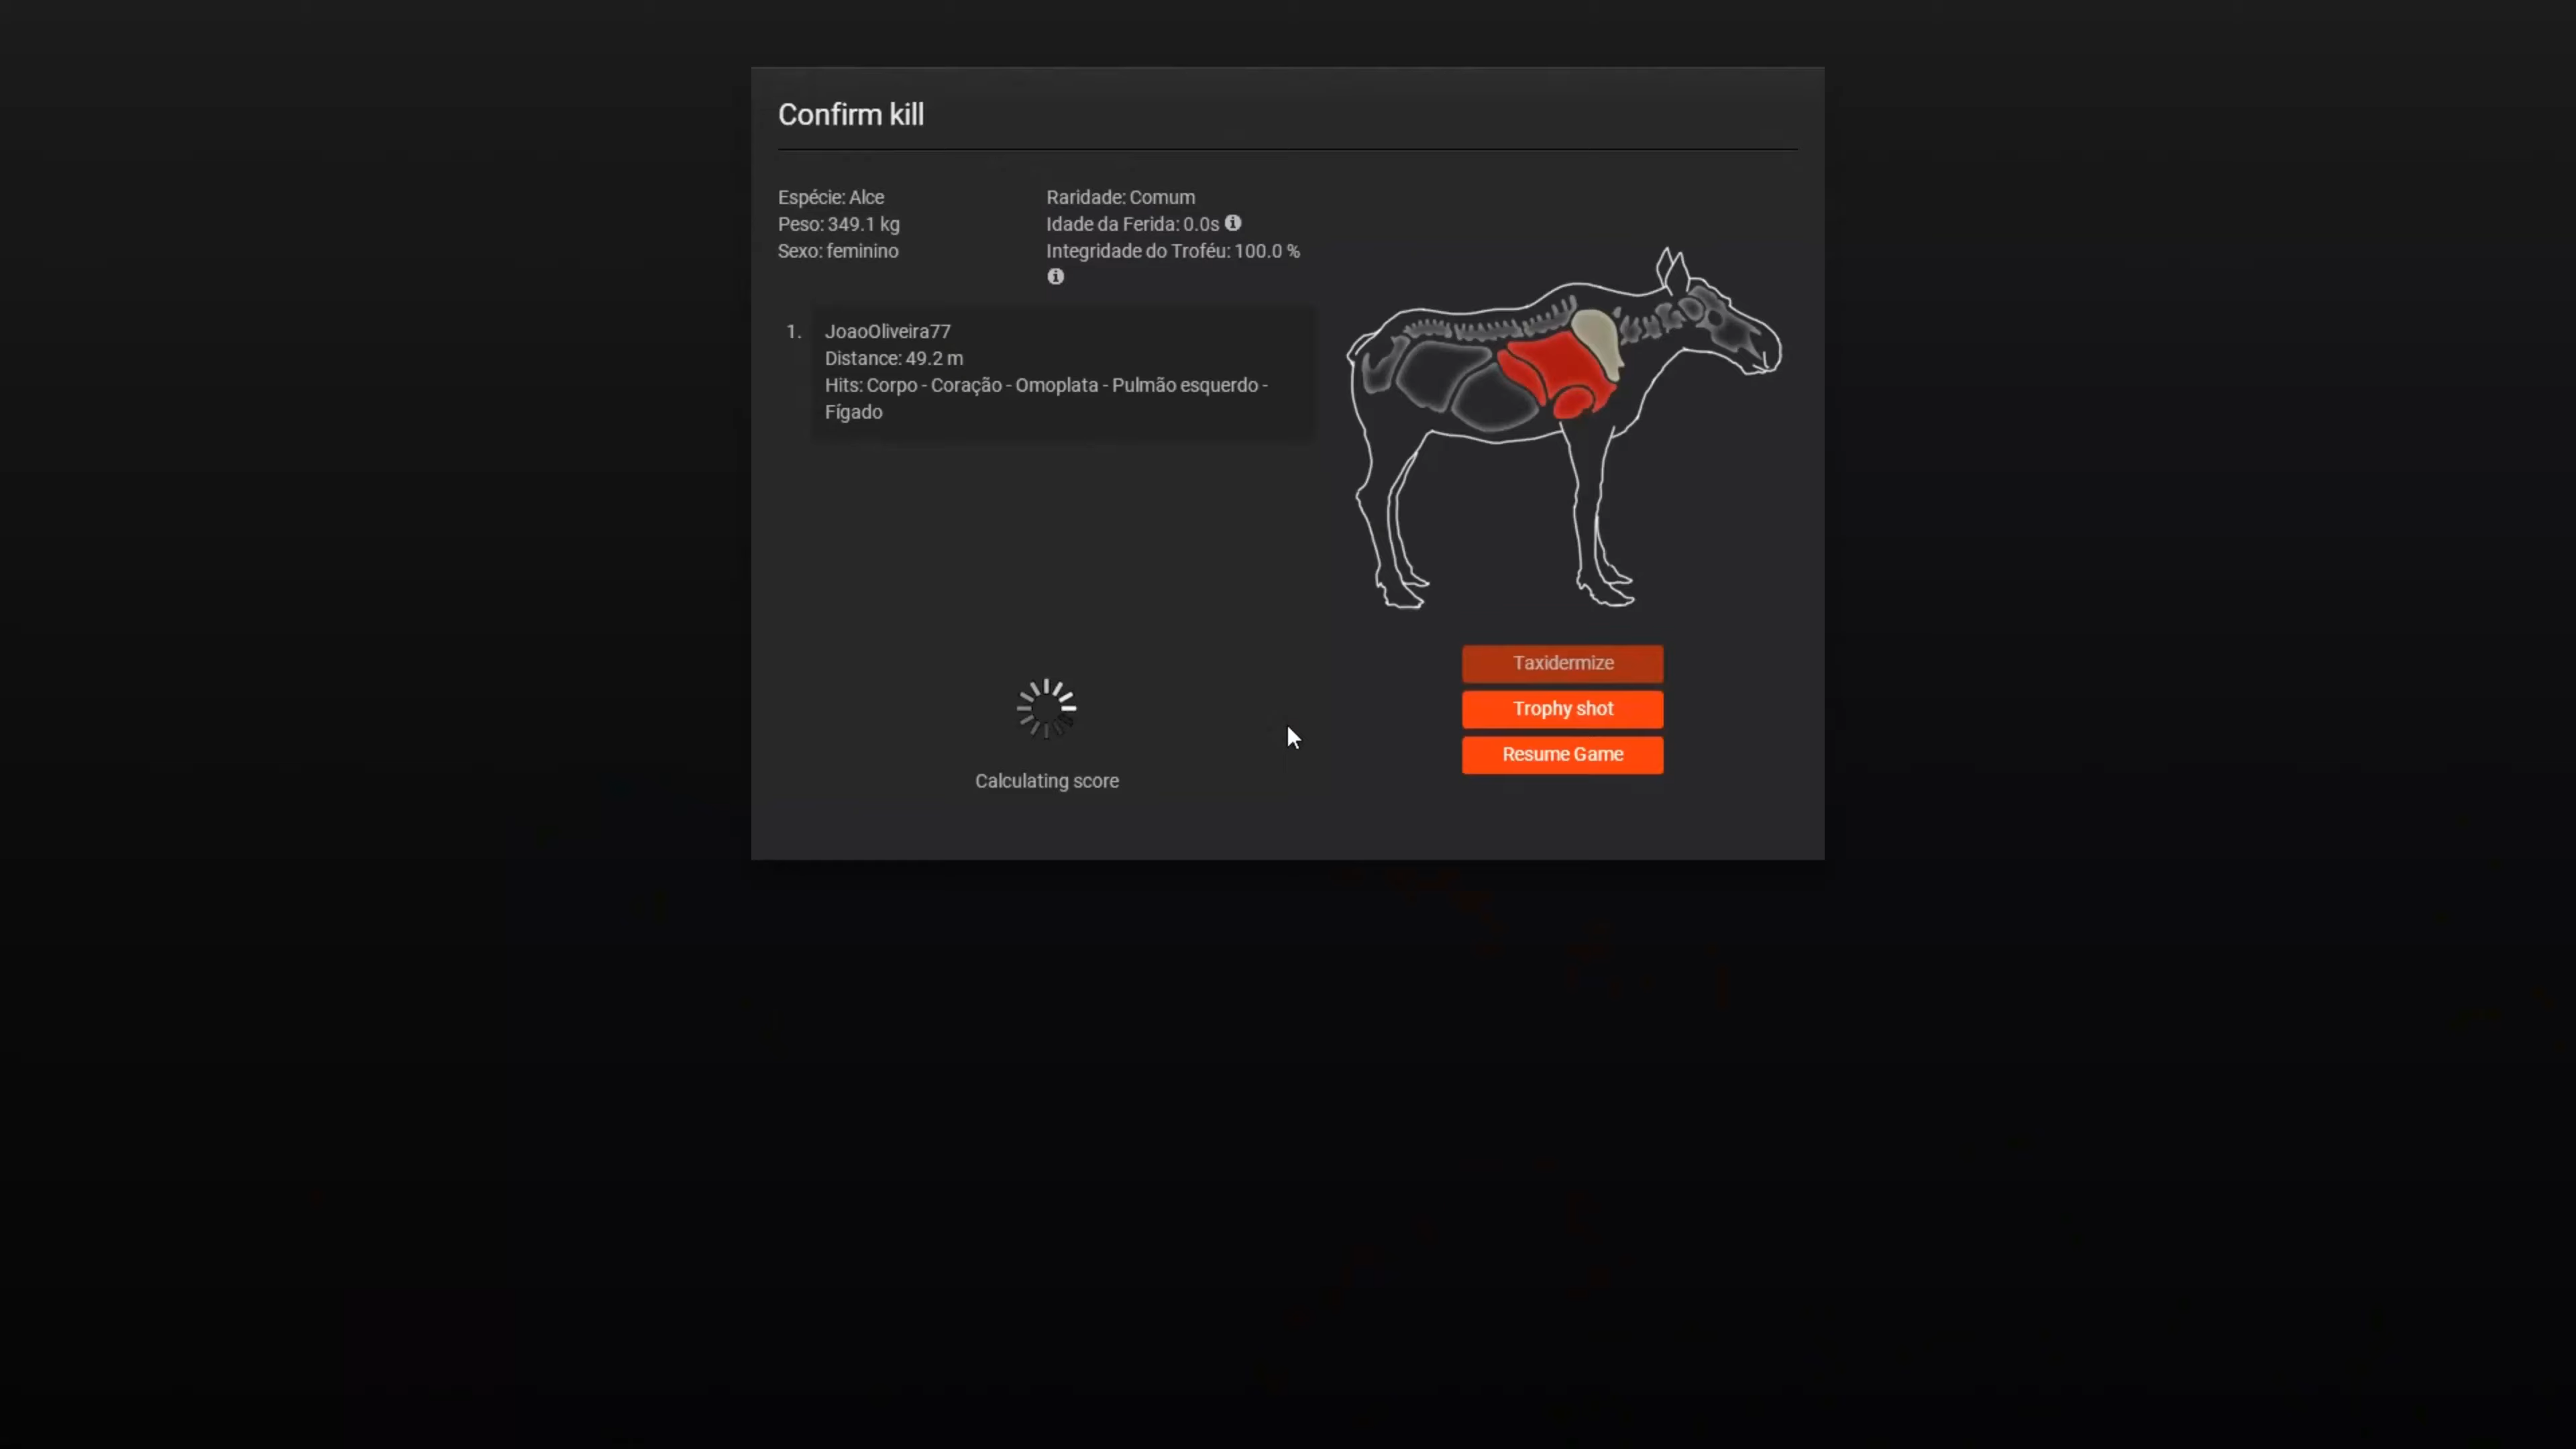 Confirm kill
Espécie: Alce
Peso: 349.1 kg
Sexo: feminino
Raridade: Comum
Idade da Ferida: 0.0s
Integridade do Troféu: 100.0 %
1.
JoaoOliveira77
Distance: 49.2 m
Hits: Corpo - Coração - Omoplata - Pulmão esquerdo -
Fígado
Calculating score
Taxidermize
Trophy shot
Resume Game